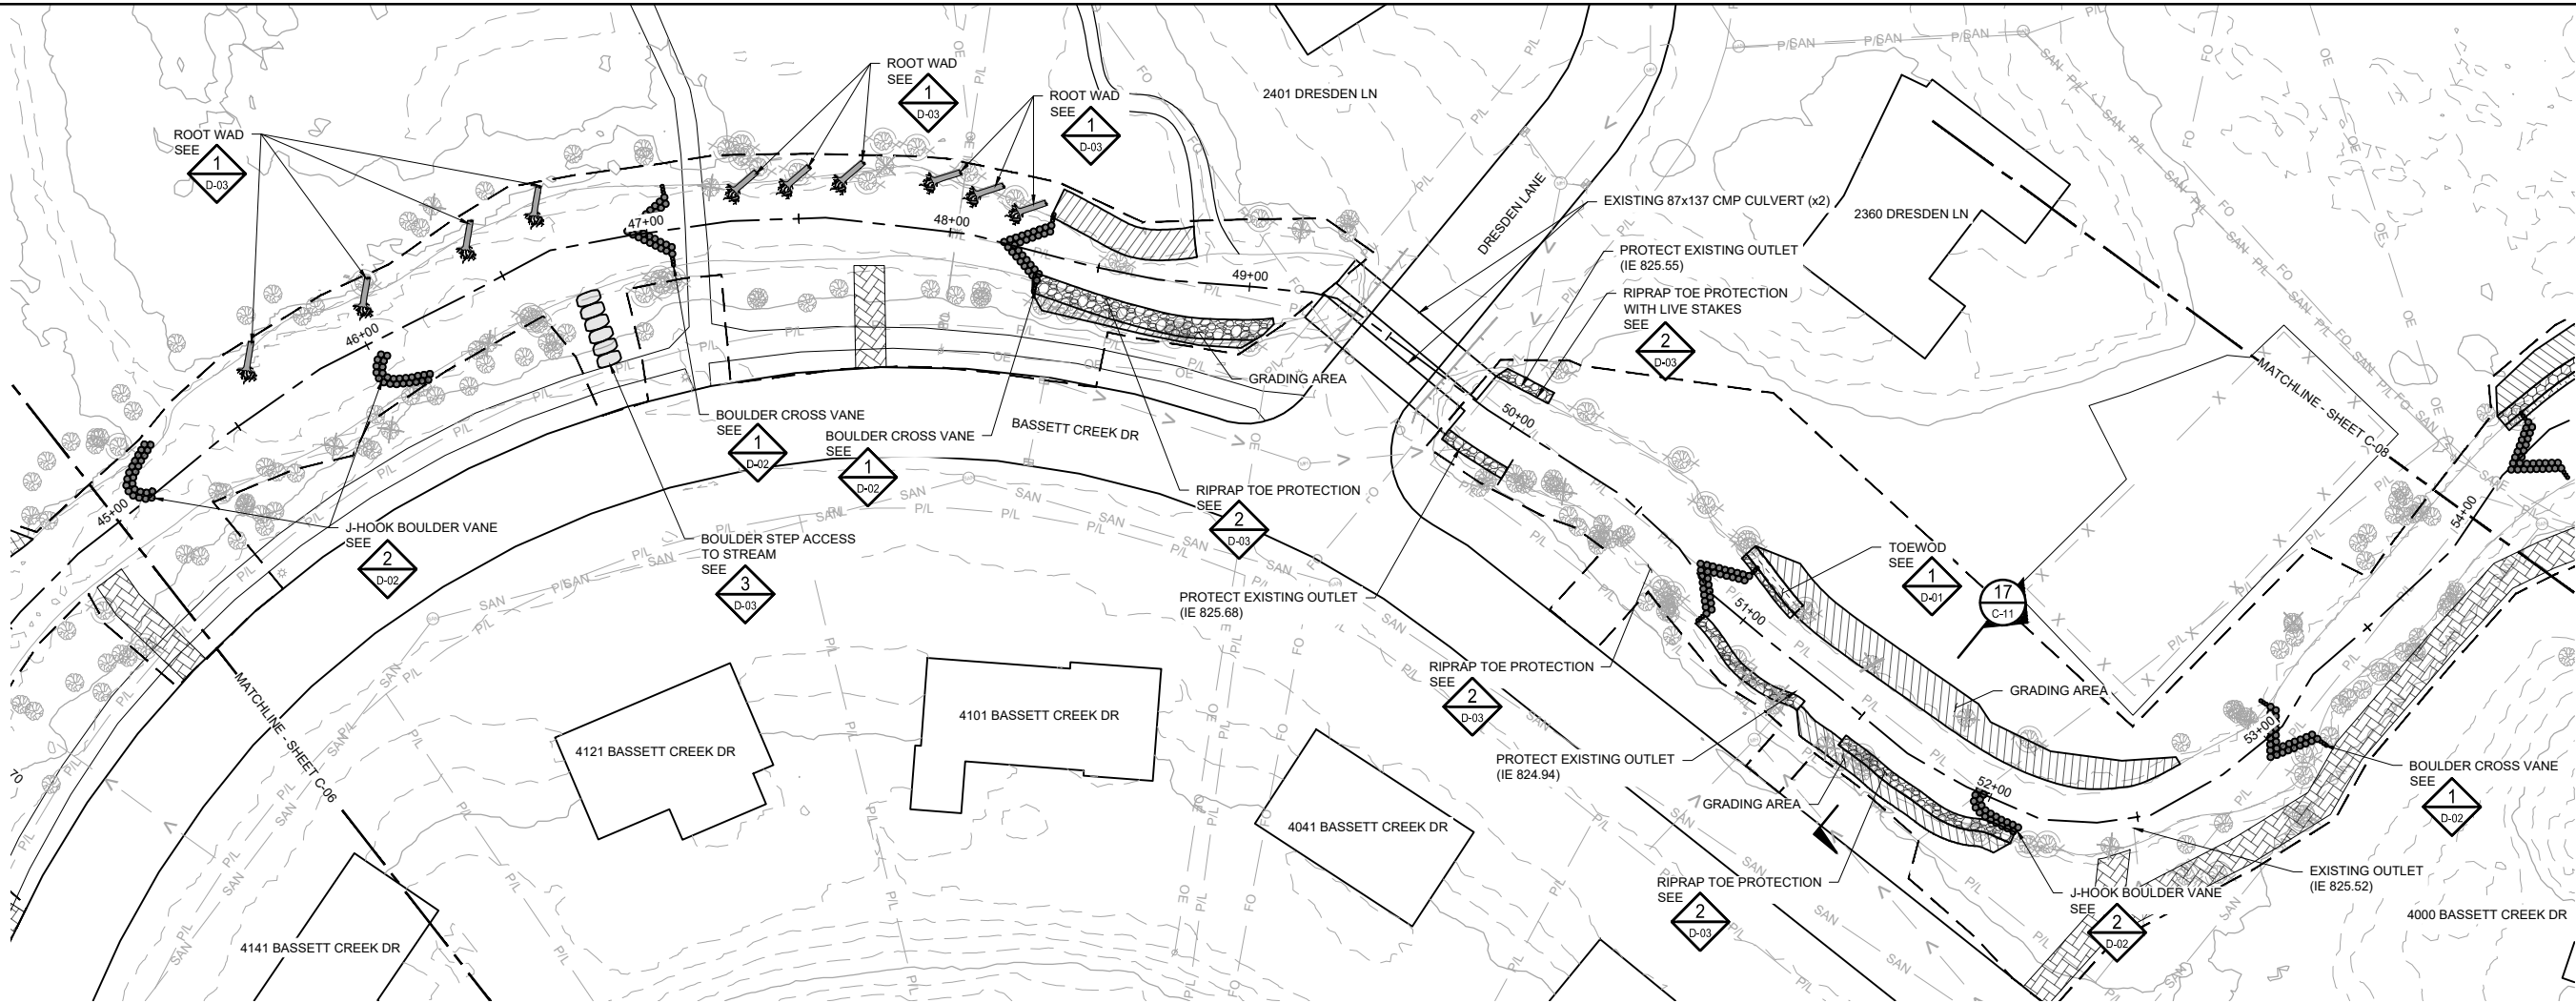 ROOT WAD
SEE
1
D-03
ROOT WAD
SEE
1
D-03
ROOT WAD
SEE
1
D-03
2401 DRESDEN LN
DRESDEN LANE
EXISTING 87x137 CMP CULVERT (x2)
2360 DRESDEN LN
PROTECT EXISTING OUTLET
(IE 825.55)
RIPRAP TOE PROTECTION
WITH LIVE STAKES
SEE
2
D-03
MATCHLINE - SHEET C-08
45+00
46+00
47+00
48+00
49+00
50+00
51+00
52+00
53+00
54+00
GRADING AREA
BASSETT CREEK DR
BOULDER CROSS VANE
SEE
1
D-02
BOULDER CROSS VANE
SEE
1
D-02
RIPRAP TOE PROTECTION
SEE
2
D-03
J-HOOK BOULDER VANE
SEE
2
D-02
BOULDER STEP ACCESS
TO STREAM
SEE
3
D-03
PROTECT EXISTING OUTLET
(IE 825.68)
TOEWOD
SEE
1
D-01
17
C-11
RIPRAP TOE PROTECTION
SEE
2
D-03
GRADING AREA
PROTECT EXISTING OUTLET
(IE 824.94)
GRADING AREA
BOULDER CROSS VANE
SEE
1
D-02
RIPRAP TOE PROTECTION
SEE
2
D-03
J-HOOK BOULDER VANE
SEE
2
D-02
EXISTING OUTLET
(IE 825.52)
4000 BASSETT CREEK DR
MATCHLINE - SHEET C-06
4121 BASSETT CREEK DR
4101 BASSETT CREEK DR
4041 BASSETT CREEK DR
4141 BASSETT CREEK DR
P/L
SAN
OE
FO